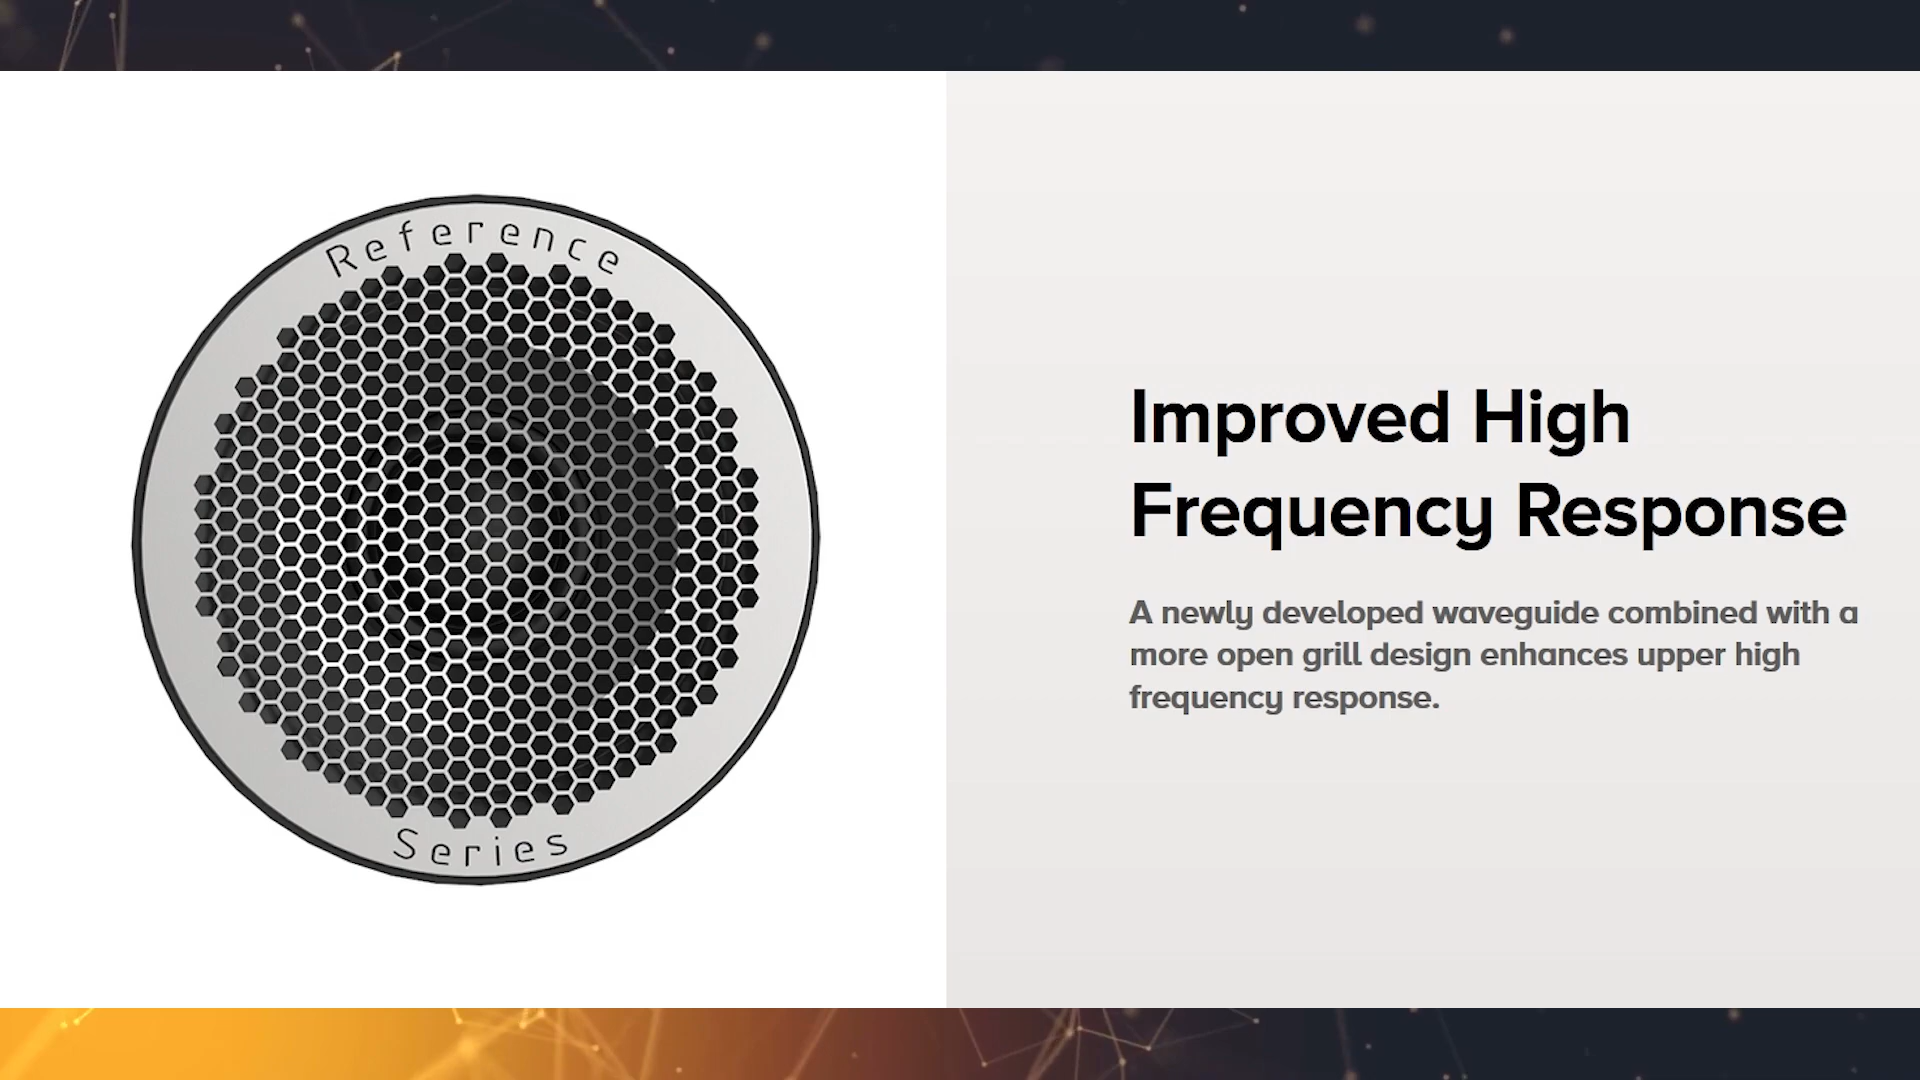 Reference
Series
Improved High
Frequency Response
A newly developed waveguide combined with a
more open grill design enhances upper high
frequency response.